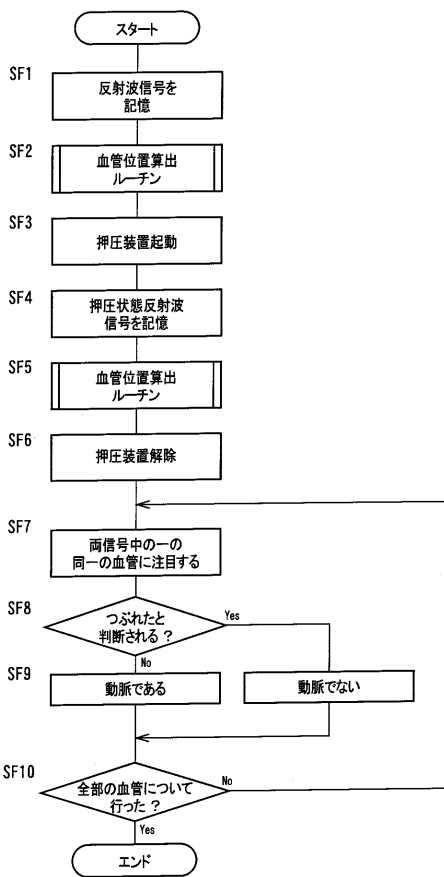 スタート
SF1
反射波信号を
記憶
SF2
血管位置算出
ルーチン
SF3
押圧装置起動
SF4
押圧状態反射波
信号を記憶
SF5
血管位置算出
ルーチン
SF6
押圧装置解除
SF7
両信号中の一の
同一の血管に注目する
SF8
つぶれたと
判断される？
Yes
No
SF9
動脈である
動脈でない
SF10
全部の血管について
行った？
No
Yes
エンド